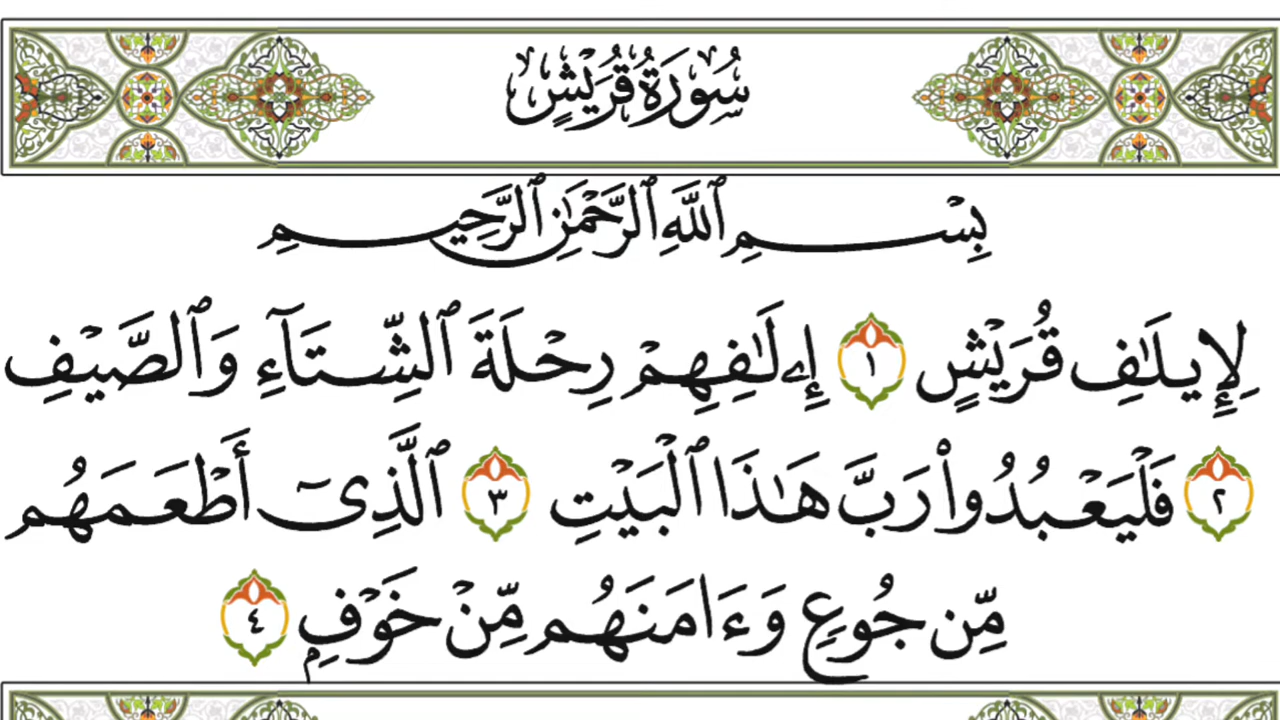 سُورَةُ قُرَيْشٍ
بِسْمِ ٱللَّهِ ٱلرَّحْمَٰنِ ٱلرَّحِيمِ
لِإِيلَٰفِ قُرَيْشٍ ١ إِۦلَٰفِهِمْ رِحْلَةَ ٱلشِّتَآءِ وَٱلصَّيْفِ
٢ فَلْيَعْبُدُوا۟ رَبَّ هَٰذَا ٱلْبَيْتِ ٣ ٱلَّذِىٓ أَطْعَمَهُم
مِّن جُوعٍ وَءَامَنَهُم مِّنْ خَوْفٍۭ ٤